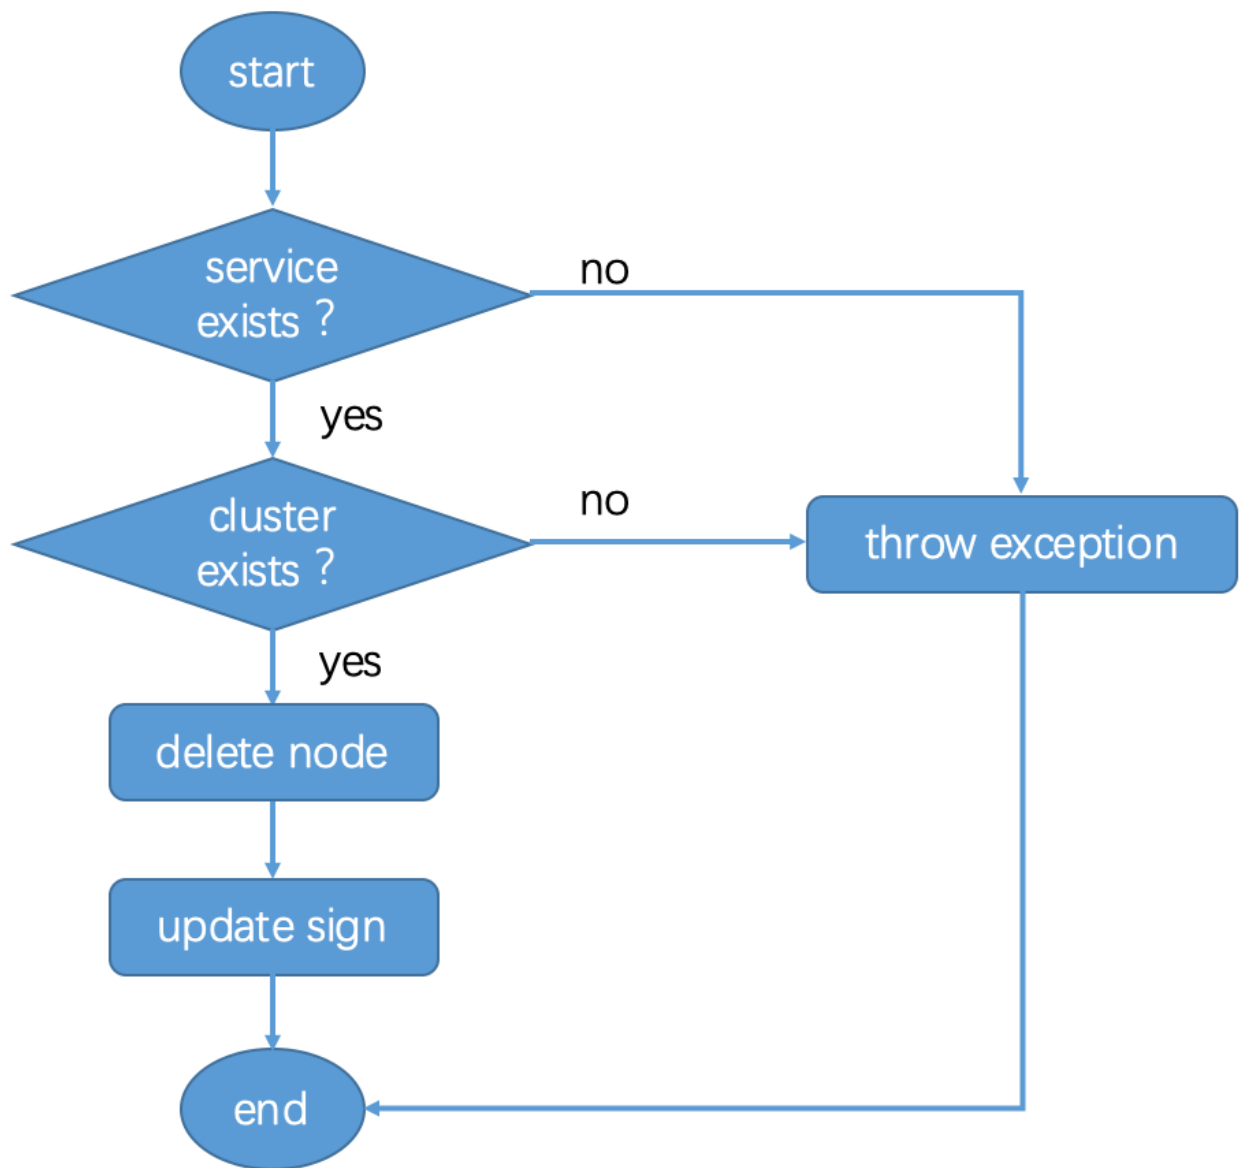 start
service
exists ?
no
yes
cluster
exists ?
no
throw exception
yes
delete node
update sign
end